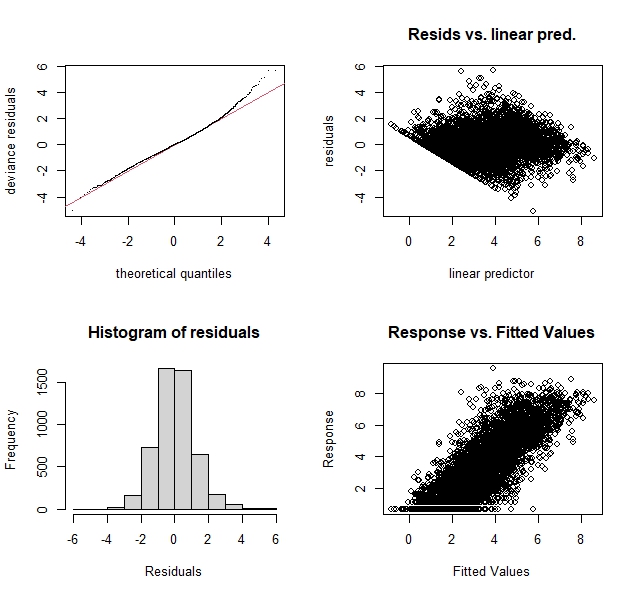 deviance residuals
-4 -2 0 2 4 6
-4 -2 0 2 4
theoretical quantiles
Resids vs. linear pred.
residuals
-4 -2 0 2 4 6
0 2 4 6 8
linear predictor
Histogram of residuals
Frequency
0 500 1000 1500
-6 -4 -2 0 2 4 6
Residuals
Response vs. Fitted Values
Response
2 4 6 8
0 2 4 6 8
Fitted Values